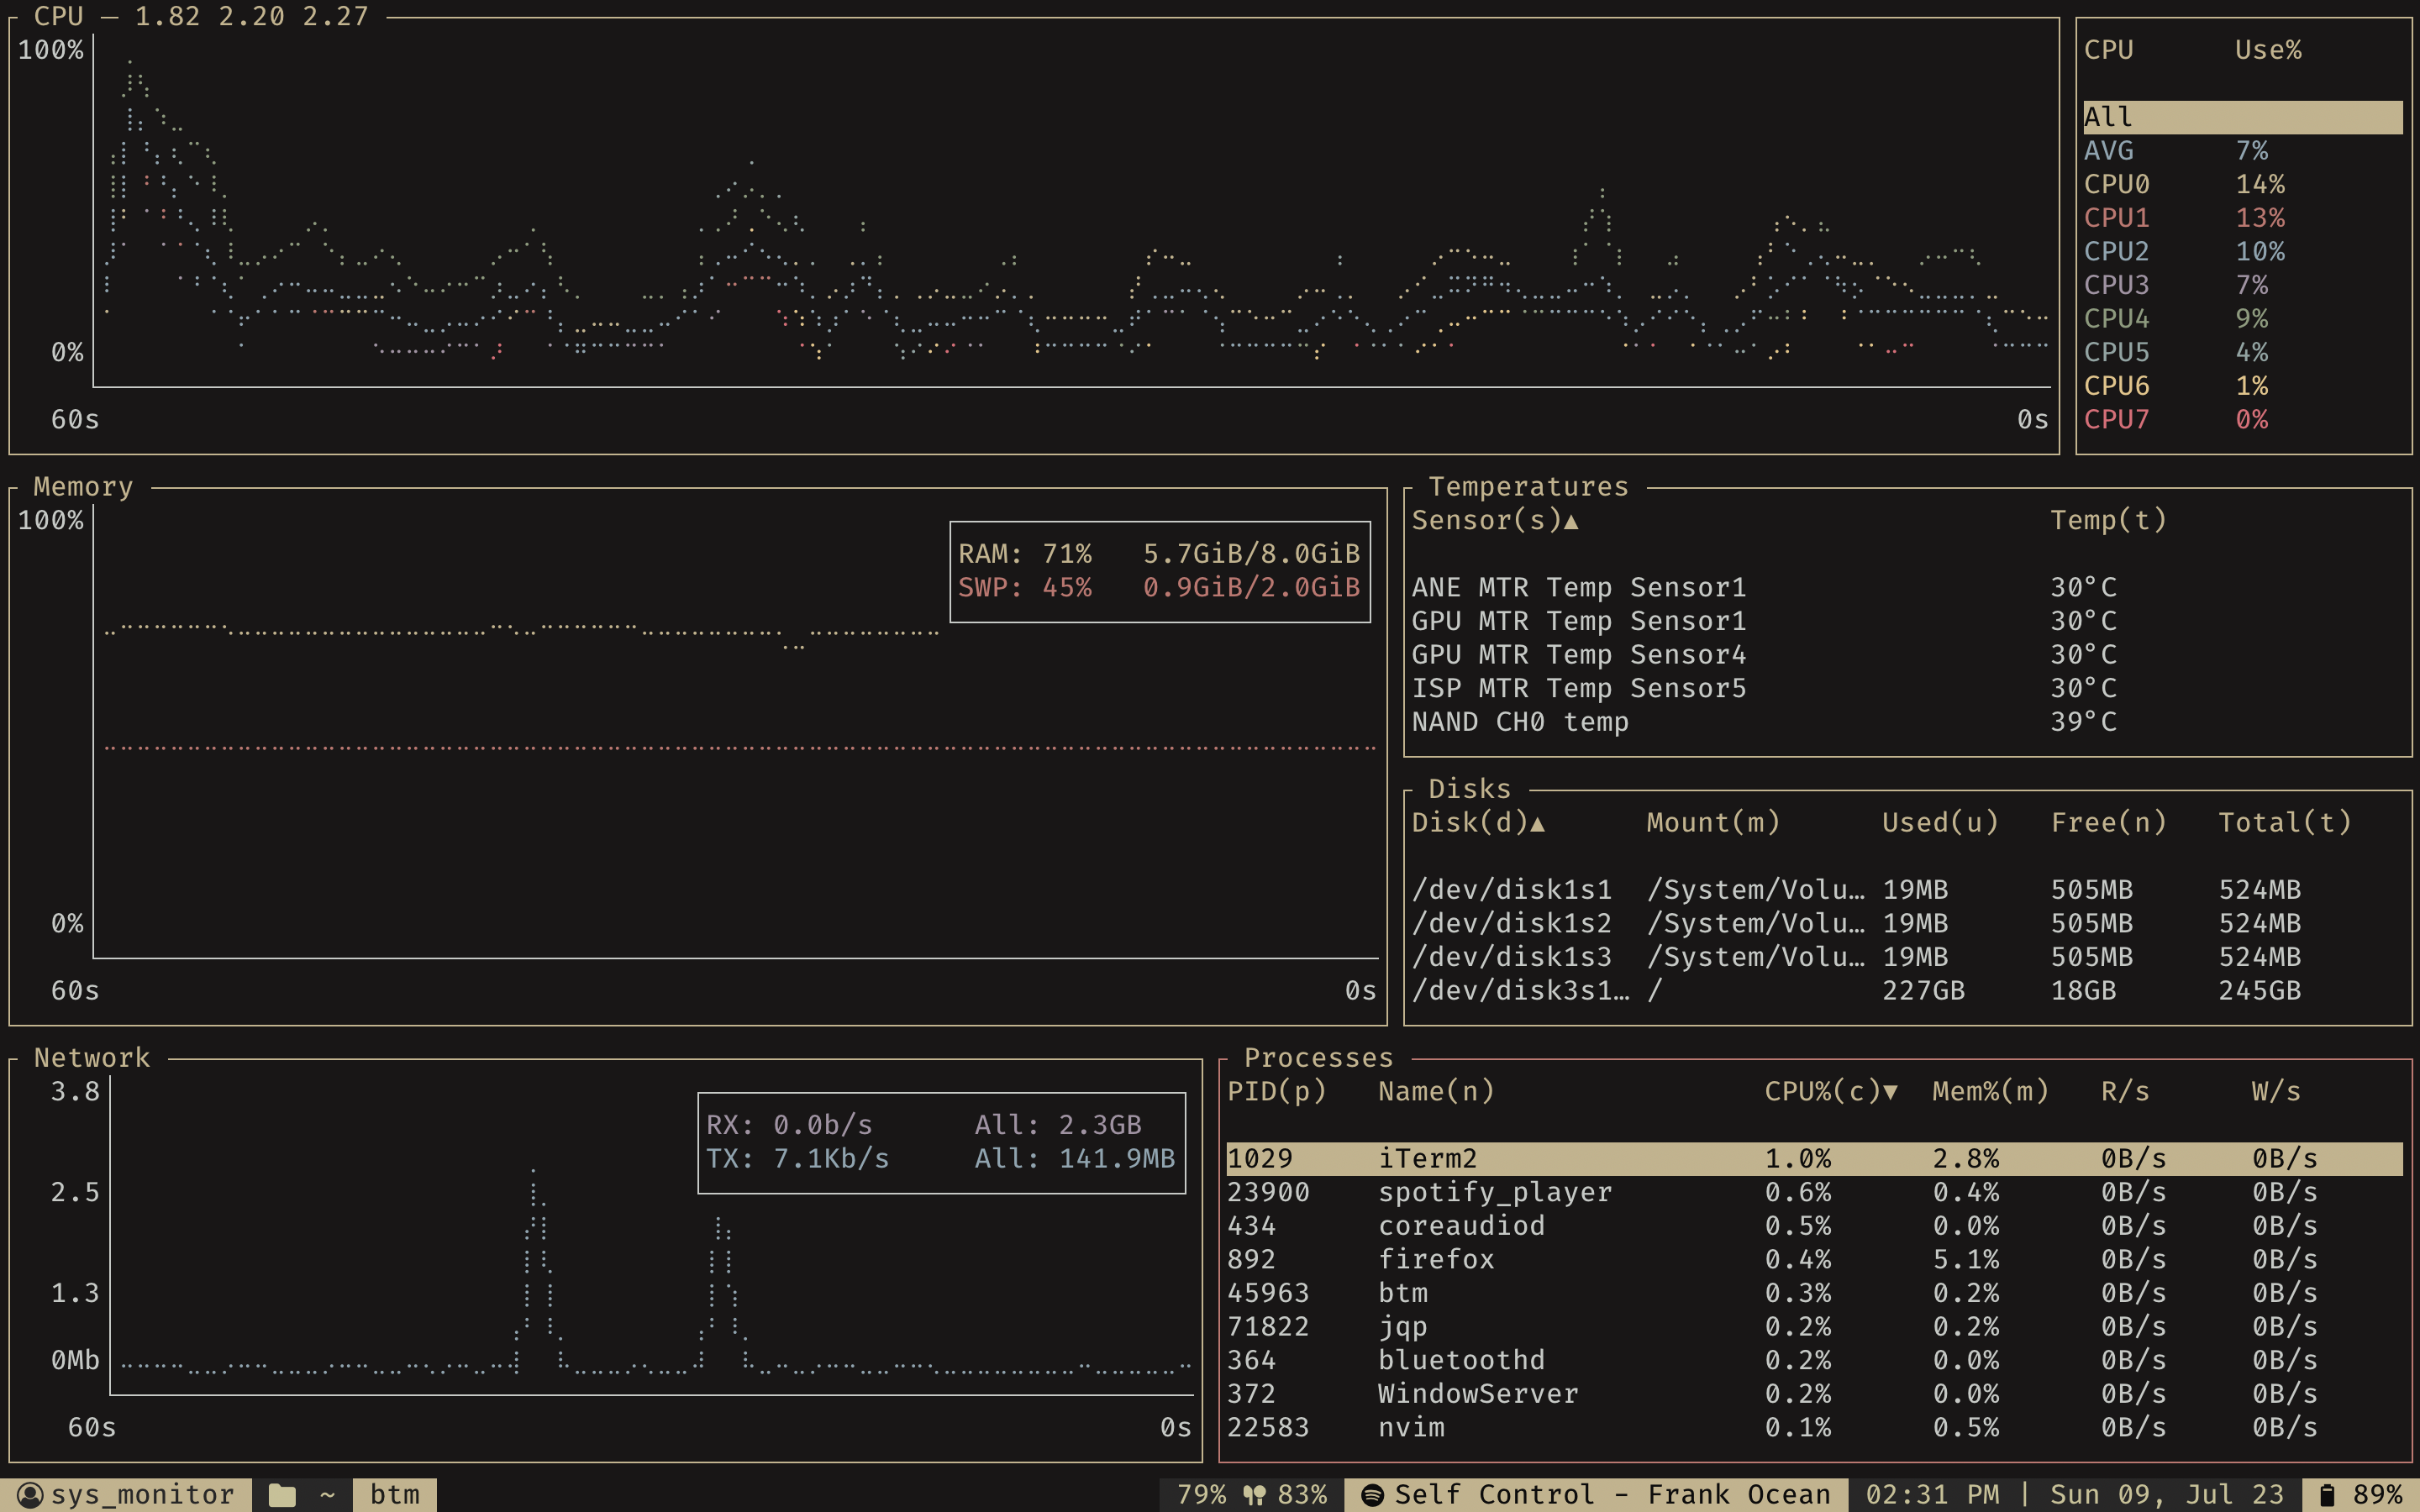 CPU — 1.82 2.20 2.27
100%
0%
60s 0s
CPU Use%
All
AVG 7%
CPU0 14%
CPU1 13%
CPU2 10%
CPU3 7%
CPU4 9%
CPU5 4%
CPU6 1%
CPU7 0%
Memory
100%
RAM: 71% 5.7GiB/8.0GiB
SWP: 45% 0.9GiB/2.0GiB
0%
60s 0s
Temperatures
Sensor(s)▲ Temp(t)
ANE MTR Temp Sensor1 30°C
GPU MTR Temp Sensor1 30°C
GPU MTR Temp Sensor4 30°C
ISP MTR Temp Sensor5 30°C
NAND CH0 temp 39°C
Disks
Disk(d)▲ Mount(m) Used(u) Free(n) Total(t)
/dev/disk1s1 /System/Volu… 19MB 505MB 524MB
/dev/disk1s2 /System/Volu… 19MB 505MB 524MB
/dev/disk1s3 /System/Volu… 19MB 505MB 524MB
/dev/disk3s1… / 227GB 18GB 245GB
Network
3.8
RX: 0.0b/s All: 2.3GB
TX: 7.1Kb/s All: 141.9MB
2.5
1.3
0Mb
60s 0s
Processes
PID(p) Name(n) CPU%(c)▼ Mem%(m) R/s W/s
1029 iTerm2 1.0% 2.8% 0B/s 0B/s
23900 spotify_player 0.6% 0.4% 0B/s 0B/s
434 coreaudiod 0.5% 0.0% 0B/s 0B/s
892 firefox 0.4% 5.1% 0B/s 0B/s
45963 btm 0.3% 0.2% 0B/s 0B/s
71822 jqp 0.2% 0.2% 0B/s 0B/s
364 bluetoothd 0.2% 0.0% 0B/s 0B/s
372 WindowServer 0.2% 0.0% 0B/s 0B/s
22583 nvim 0.1% 0.5% 0B/s 0B/s
sys_monitor ~ btm 79% 83% Self Control - Frank Ocean 02:31 PM | Sun 09, Jul 23 89%